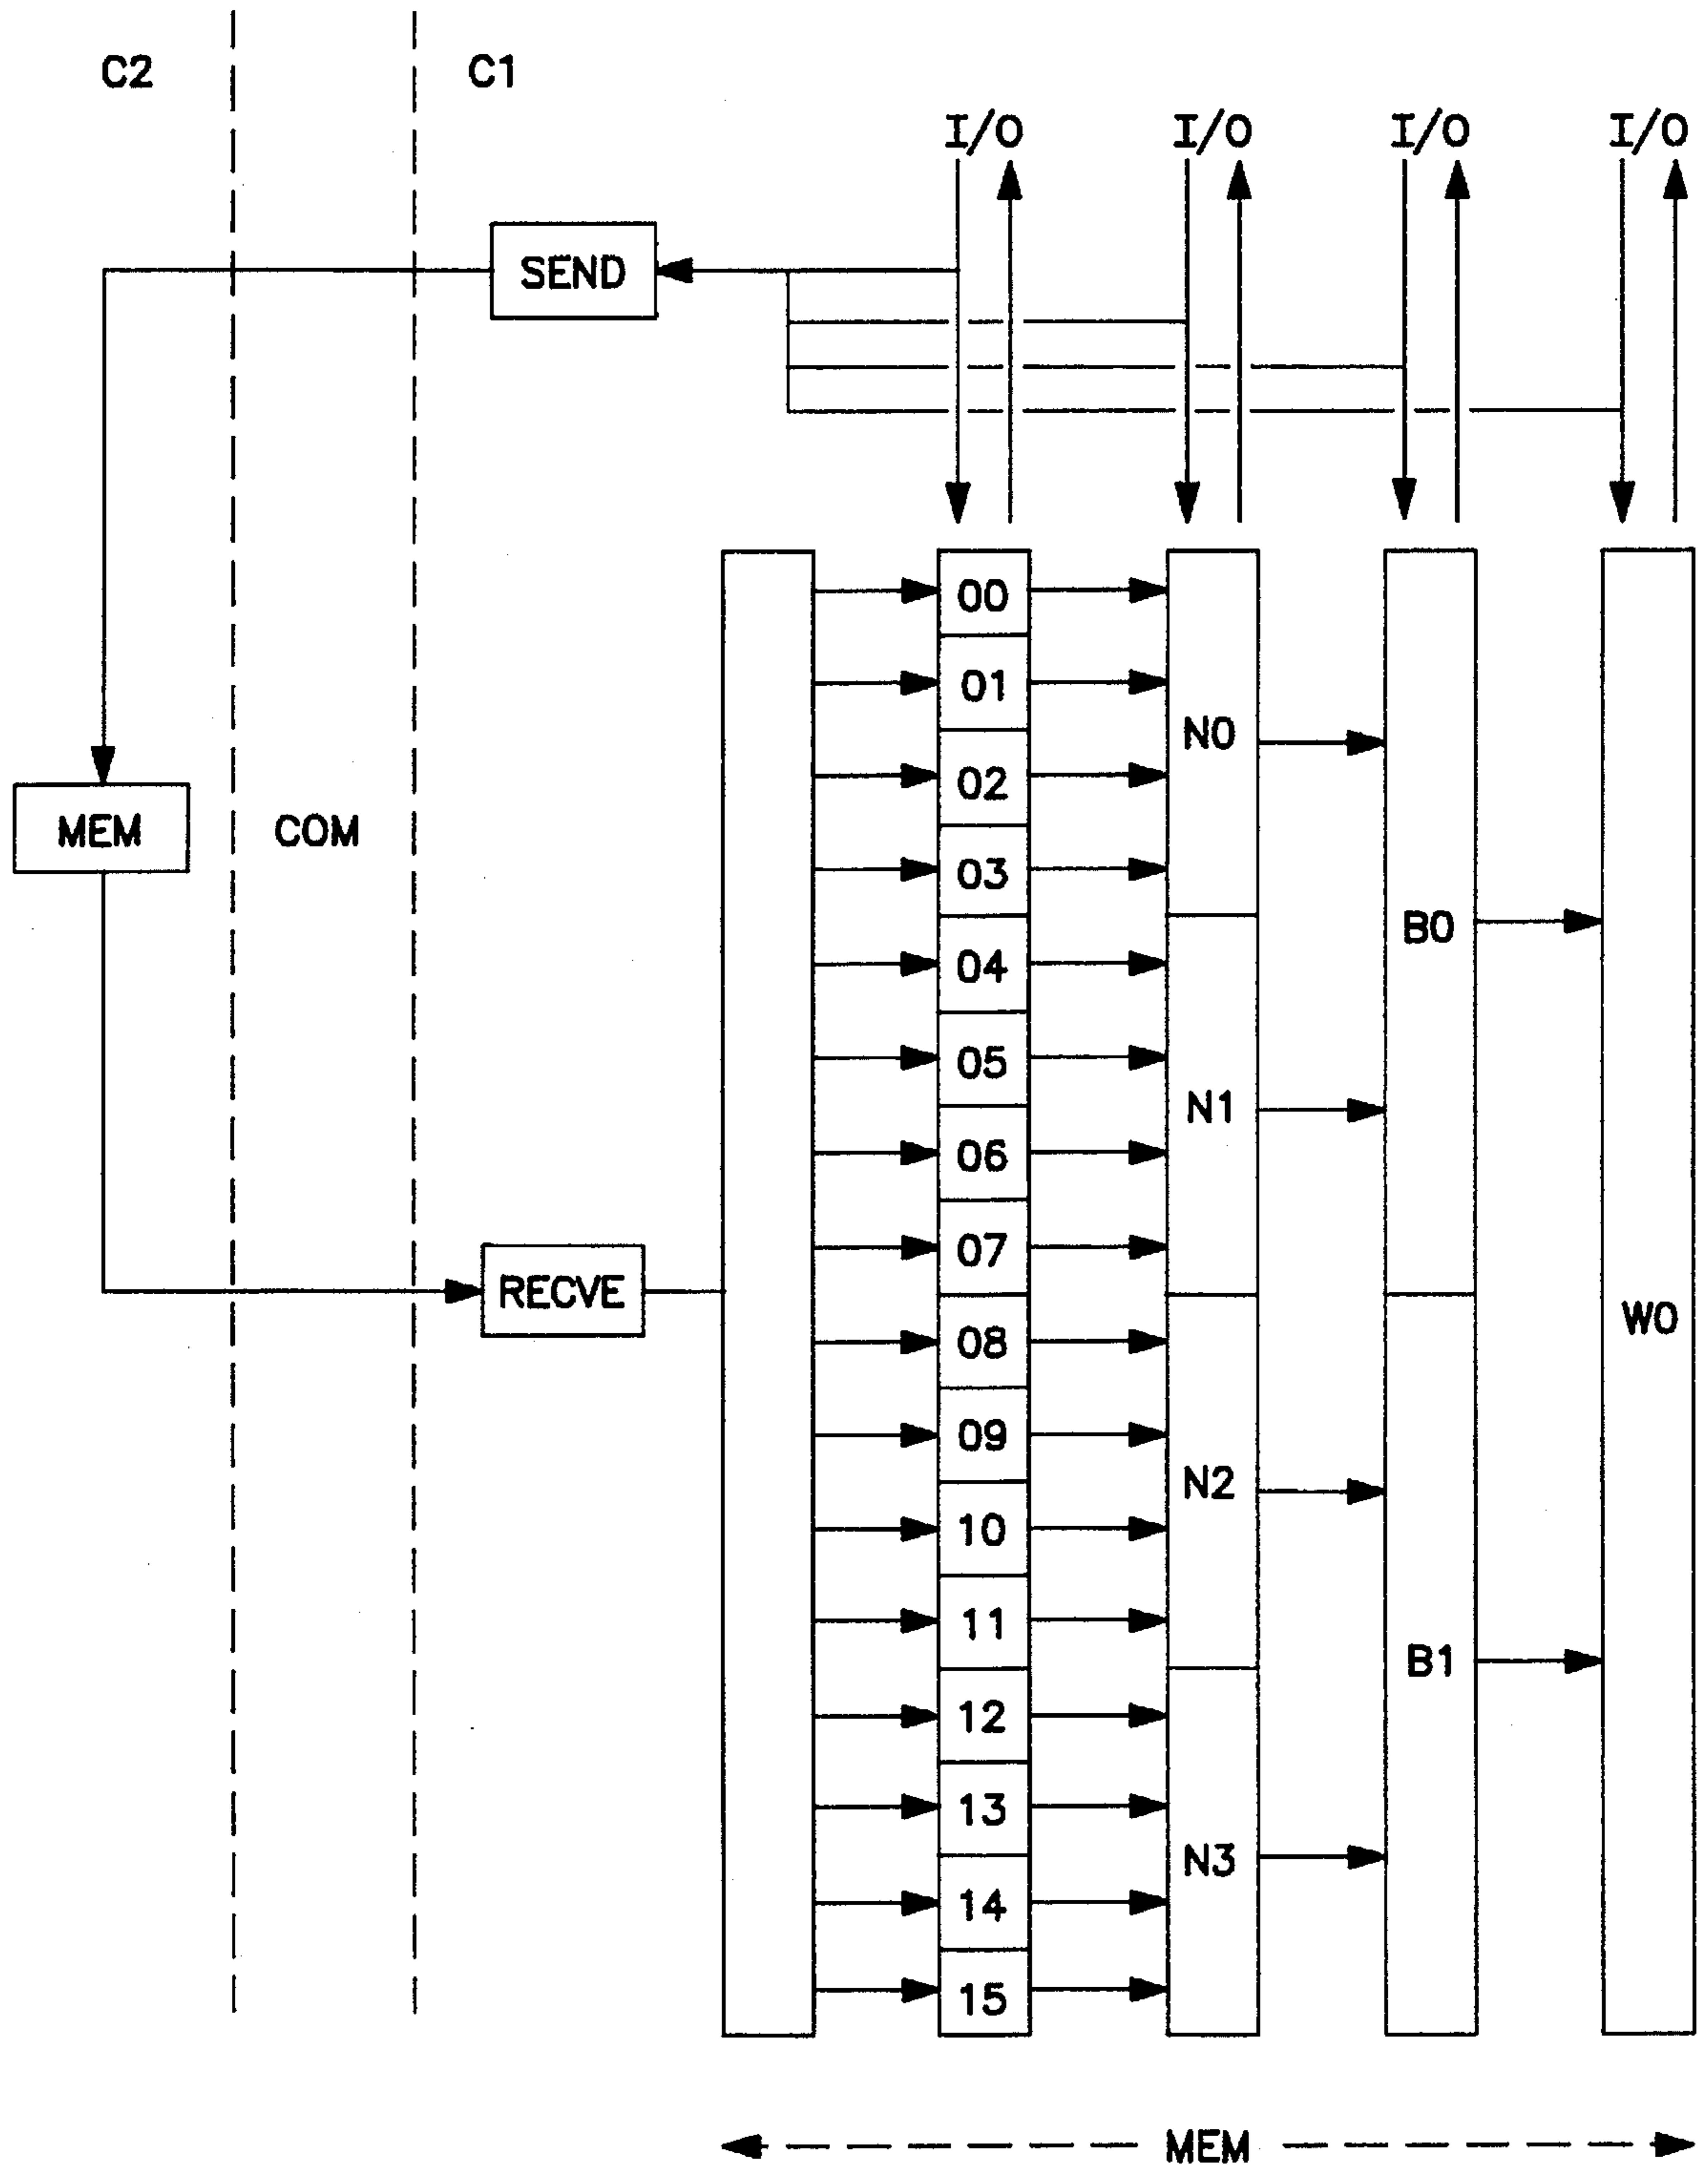 C2 C1
I/O I/O I/O I/O
SEND
00
01
N0
02
MEM COM
03
B0
04
05
N1
06
07
RECVE
W0
08
09
N2
10
11
B1
12
13
N3
14
15
MEM